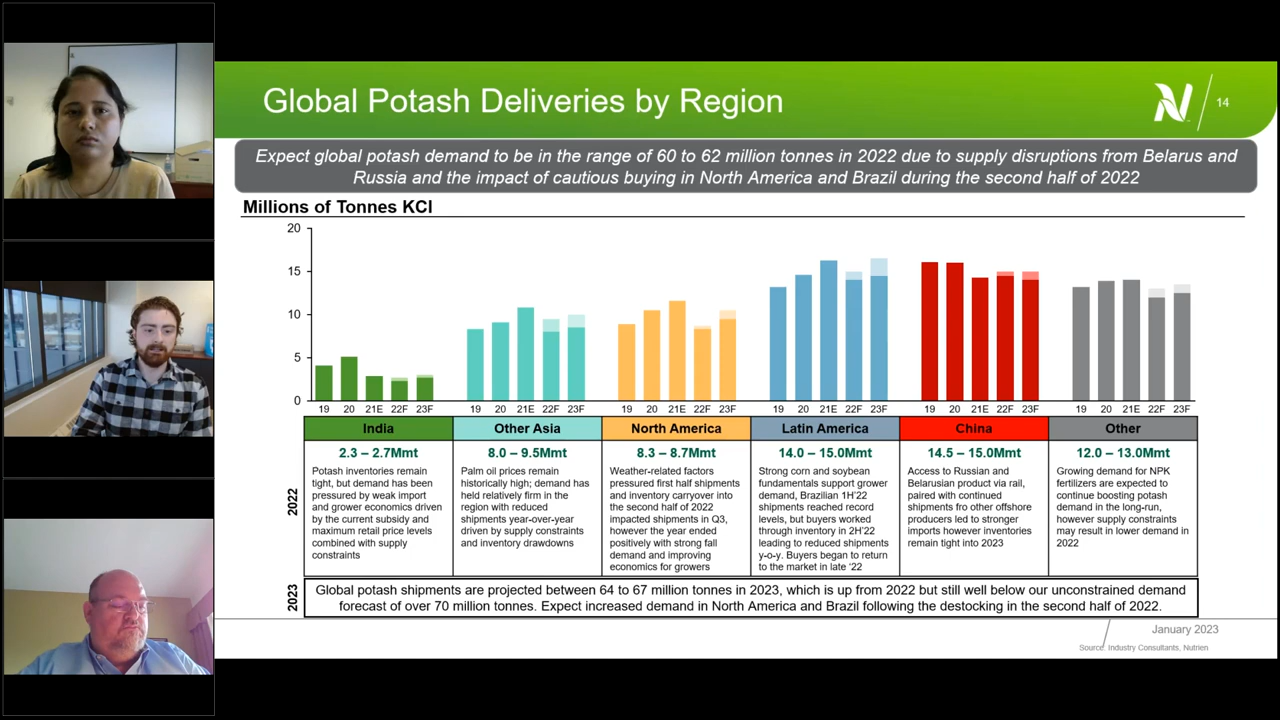 Global Potash Deliveries by Region
14
Expect global potash demand to be in the range of 60 to 62 million tonnes in 2022 due to supply disruptions from Belarus and
Russia and the impact of cautious buying in North America and Brazil during the second half of 2022
Millions of Tonnes KCl
20
15
10
5
0
19 20 21E 22F 23F
19 20 21E 22F 23F
19 20 21E 22F 23F
19 20 21E 22F 23F
19 20 21E 22F 23F
19 20 21E 22F 23F
2022
India
2.3 – 2.7Mmt
Potash inventories remain
tight, but demand has been
pressured by weak import
and grower economics driven
by the current subsidy and
maximum retail price levels
combined with supply
constraints
Other Asia
8.0 – 9.5Mmt
Palm oil prices remain
historically high; demand has
held relatively firm in the
region with reduced
shipments year-over-year
driven by supply constraints
and inventory drawdowns
North America
8.3 – 8.7Mmt
Weather-related factors
pressured first half shipments
and inventory carryover into
the second half of 2022
impacted shipments in Q3,
however the year ended
positively with strong fall
demand and improving
economics for growers
Latin America
14.0 – 15.0Mmt
Strong corn and soybean
fundamentals support grower
demand, Brazilian 1H'22
shipments reached record
levels, but buyers worked
through inventory in 2H'22
leading to reduced shipments
y-o-y. Buyers began to return
to the market in late '22
China
14.5 – 15.0Mmt
Access to Russian and
Belarusian product via rail,
paired with continued
shipments fro other offshore
producers led to stronger
imports however inventories
remain tight into 2023
Other
12.0 – 13.0Mmt
Growing demand for NPK
fertilizers are expected to
continue boosting potash
demand in the long-run,
however supply constraints
may result in lower demand in
2022
2023
Global potash shipments are projected between 64 to 67 million tonnes in 2023, which is up from 2022 but still well below our unconstrained demand
forecast of over 70 million tonnes. Expect increased demand in North America and Brazil following the destocking in the second half of 2022.
January 2023
Source: Industry Consultants, Nutrien